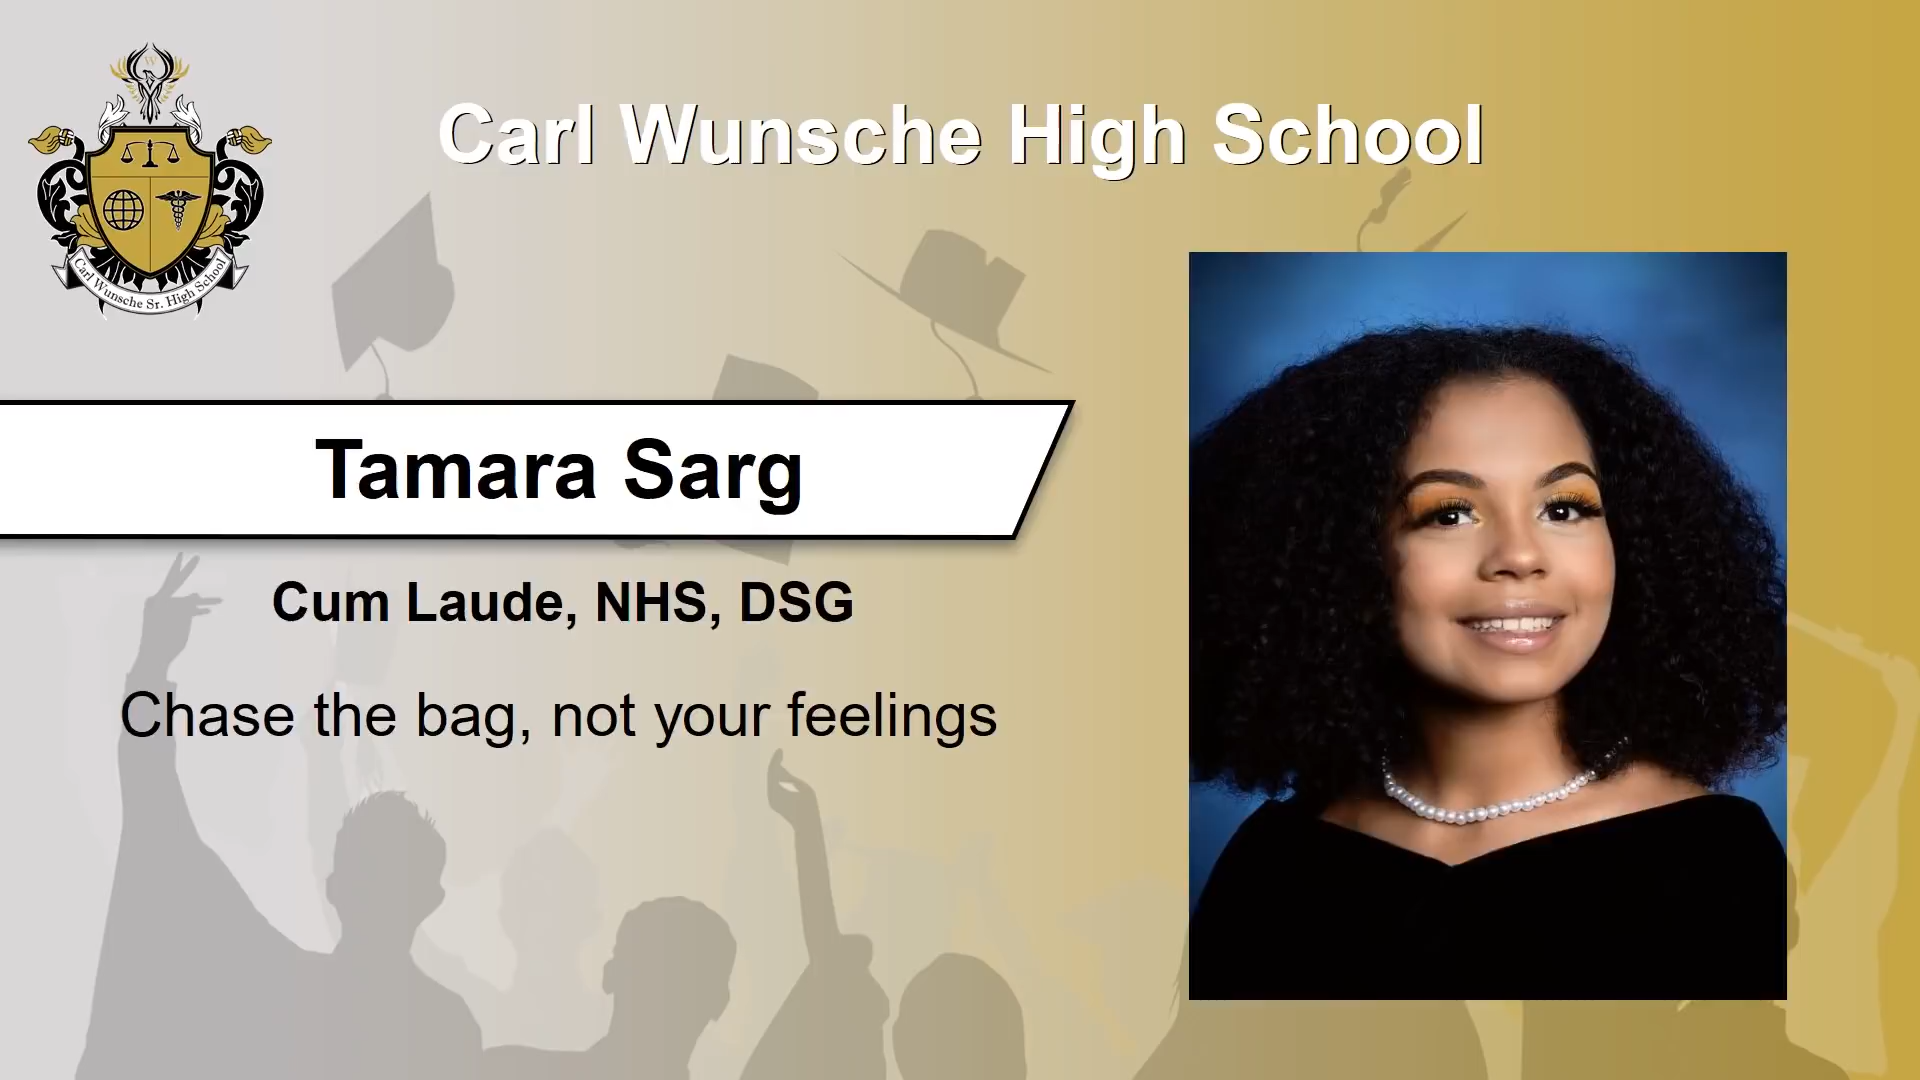 W
Carl Wunsche Sr. High School
Carl Wunsche High School
Tamara Sarg
Cum Laude, NHS, DSG
Chase the bag, not your feelings